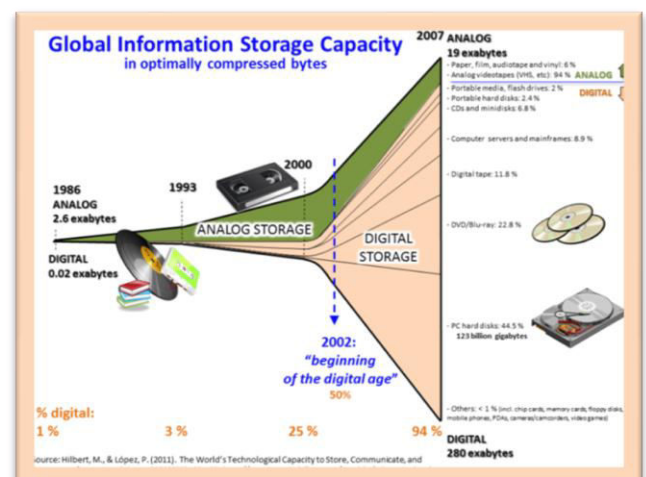 Global Information Storage Capacity
in optimally compressed bytes
2007 ANALOG
19 exabytes
- Paper, film, audiotape and vinyl: 6 %
- Analog videotapes (VHS, etc): 94 %
ANALOG
DIGITAL
- Portable media, flash drives: 2 %
- Portable hard disks: 2.4 %
- CDs and minidisks: 6.8 %
- Computer servers and mainframes: 8.9 %
- Digital tape: 11.8 %
- DVD/Blu-ray: 22.8 %
- PC hard disks: 44.5 %
123 billion gigabytes
- Others: < 1 % (incl. chip cards, memory cards, floppy disks,
mobile phones, PDAs, cameras/camcorders, video games)
DIGITAL
280 exabytes
1986
ANALOG
2.6 exabytes
DIGITAL
0.02 exabytes
1993
2000
ANALOG STORAGE
DIGITAL
STORAGE
2002:
"beginning
of the digital age"
50%
% digital:
1 %
3 %
25 %
94 %
ource: Hilbert, M., & López, P. (2011). The World's Technological Capacity to Store, Communicate, and